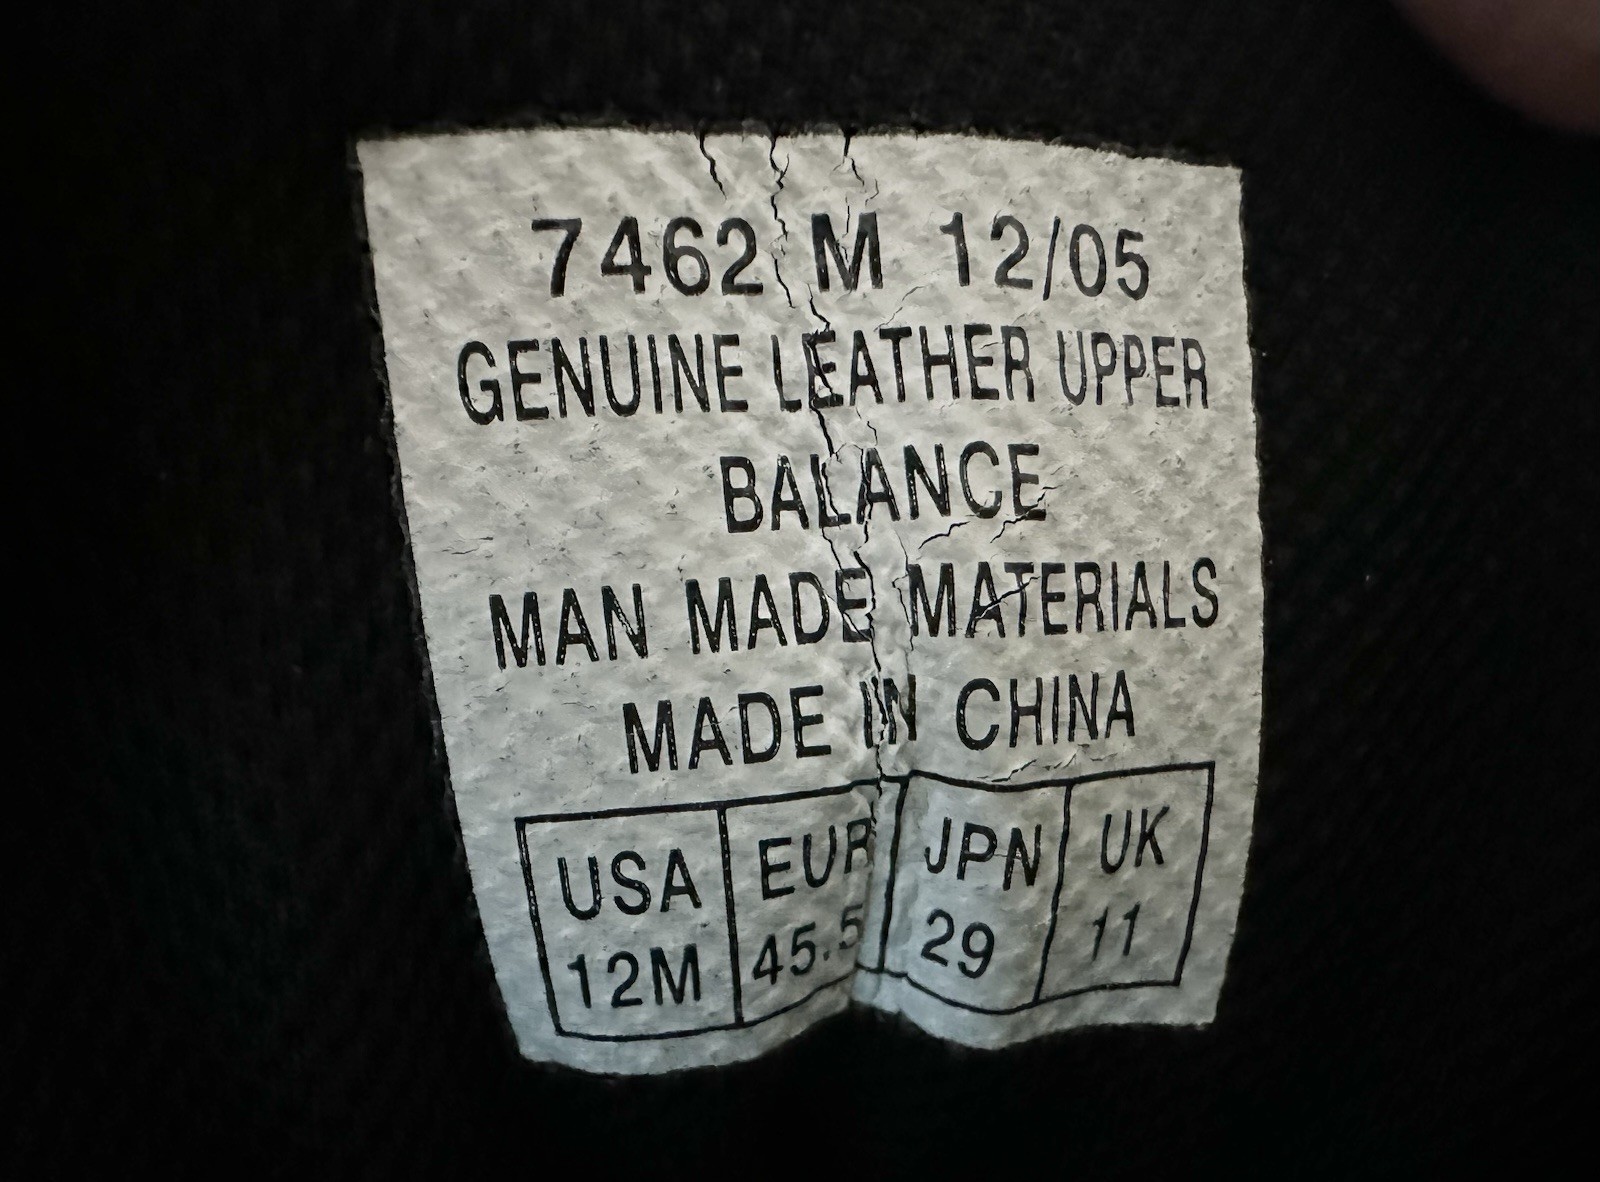 7462 M 12/05
GENUINE LEATHER UPPER
BALANCE
MAN MADE MATERIALS
MADE IN CHINA
USA EUR JPN UK
12M 45.5 29 11